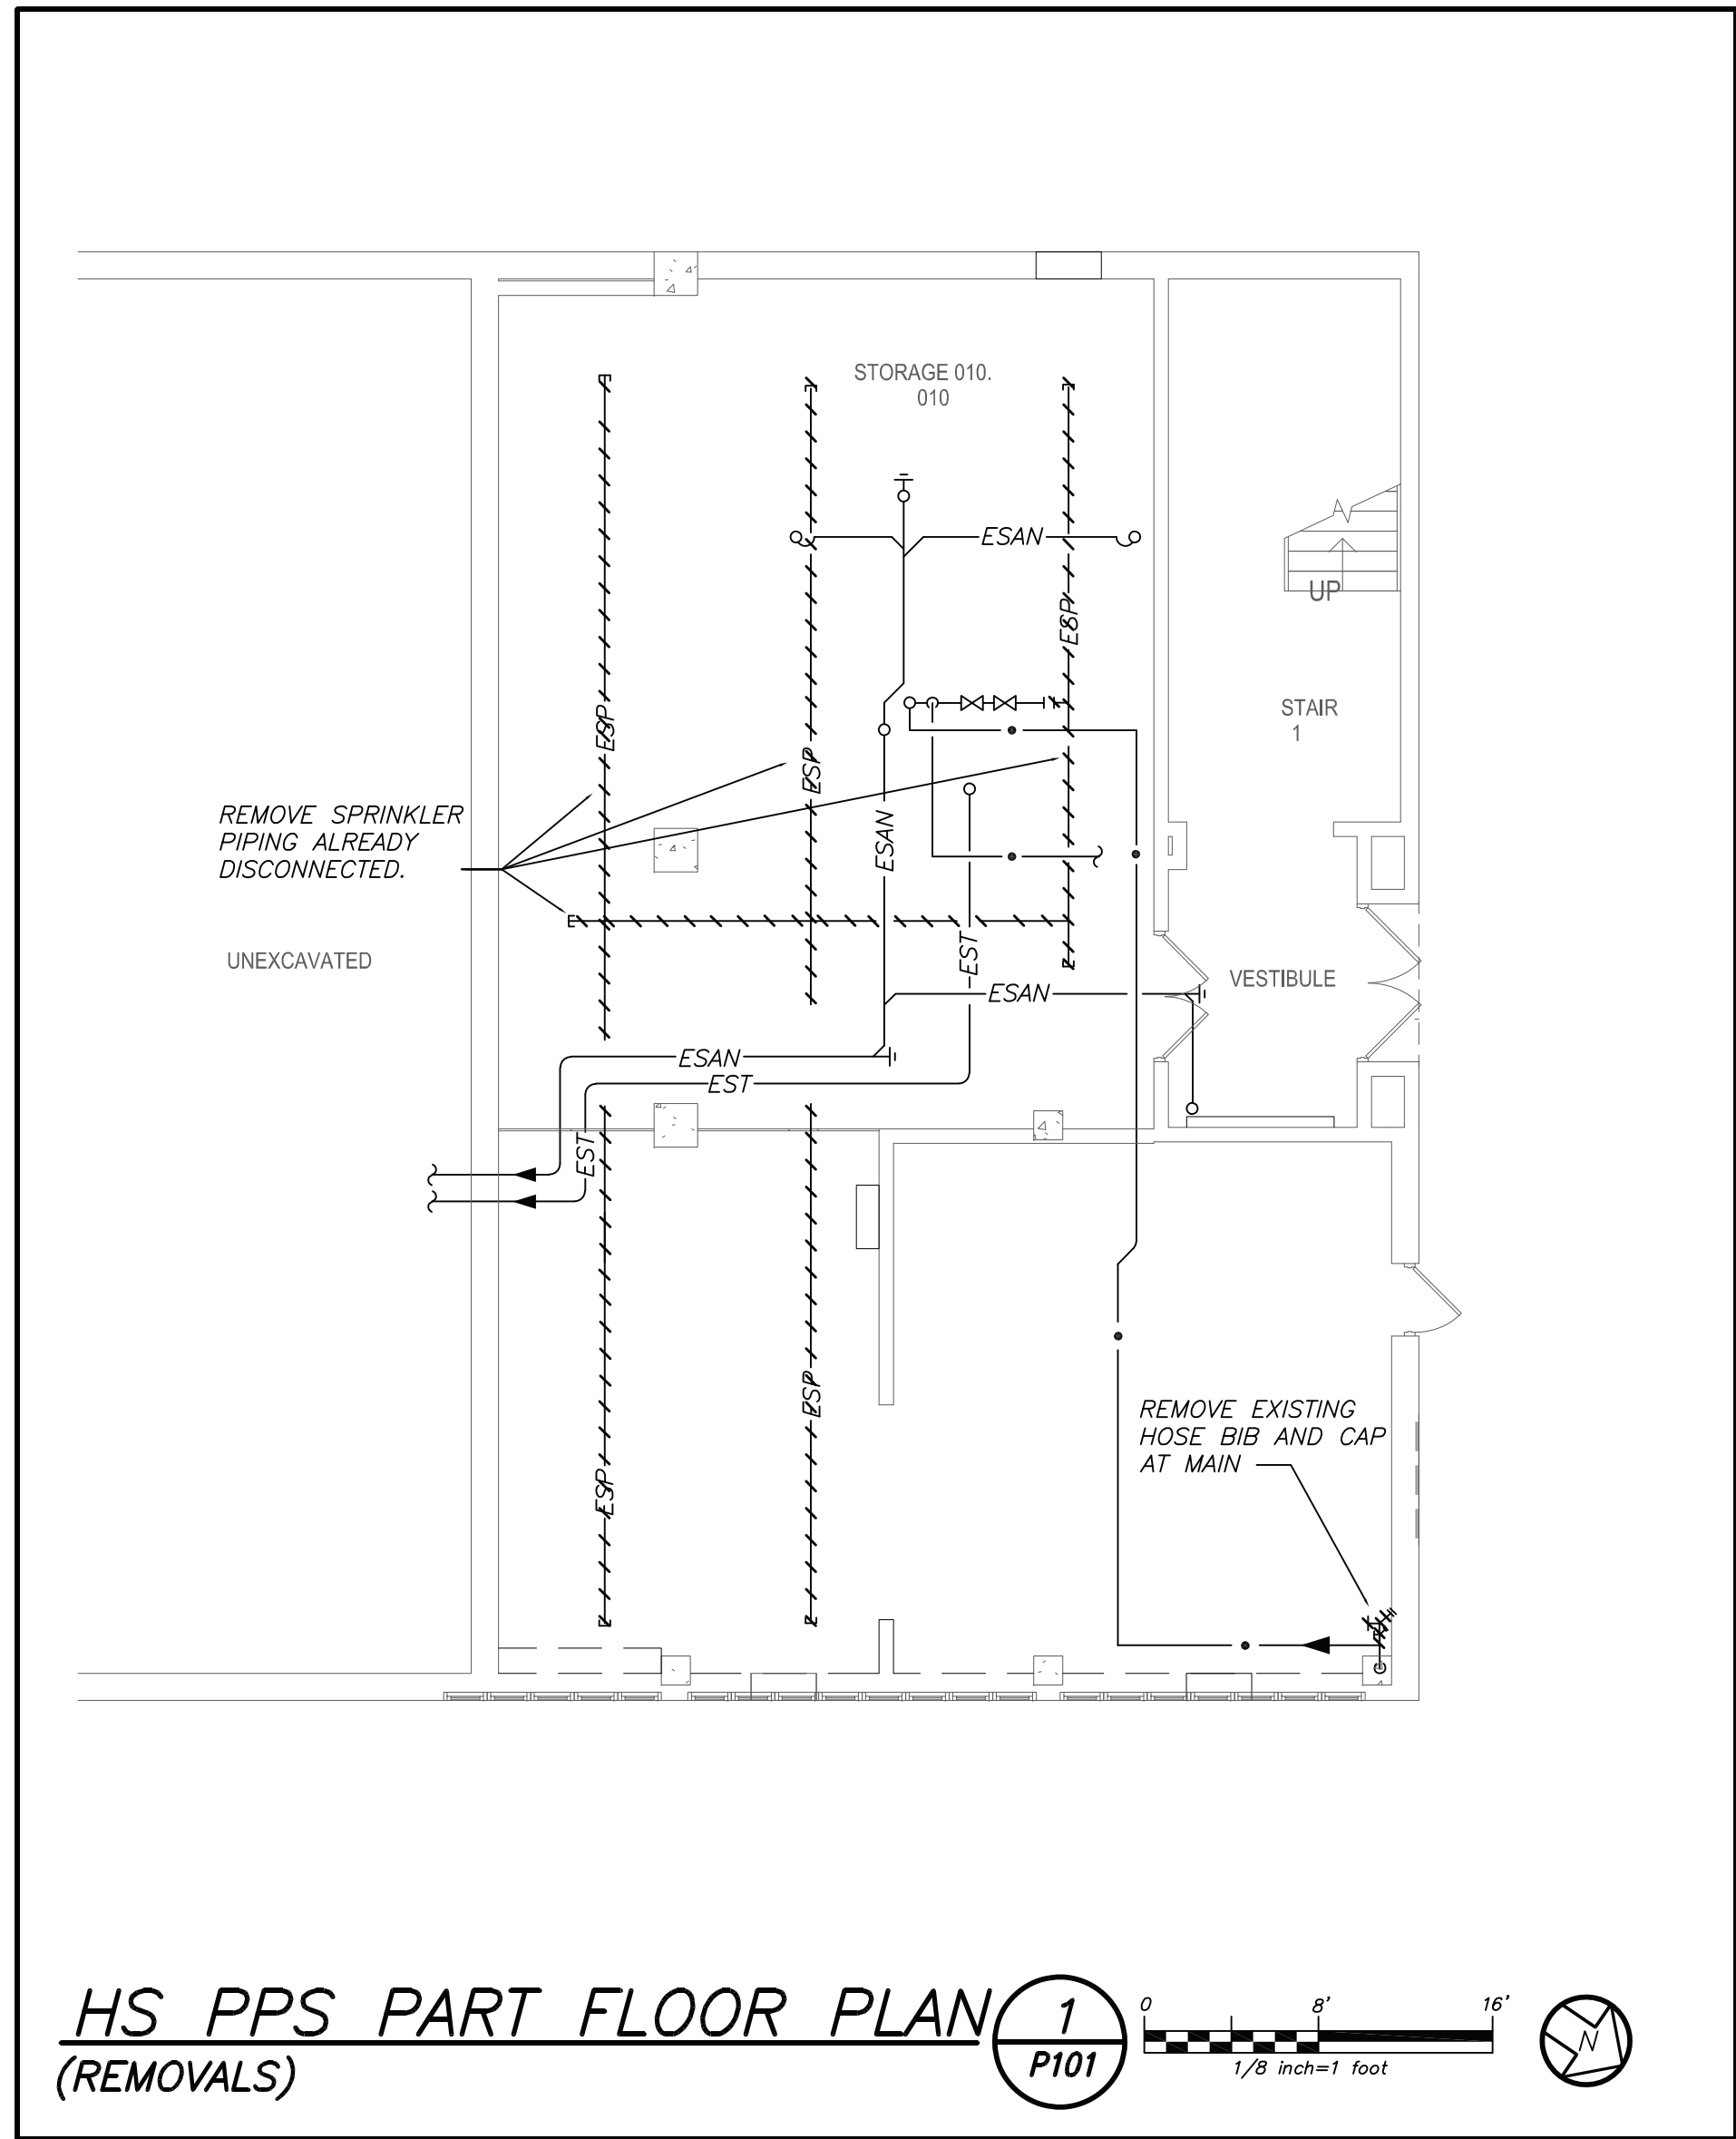 STORAGE 010.
010
ESAN
ESP
UP
ESP
STAIR
1
ESP
REMOVE SPRINKLER
PIPING ALREADY
DISCONNECTED.
ESAN
UNEXCAVATED
EST
VESTIBULE
ESAN
ESAN
EST
EST
ESP
REMOVE EXISTING
HOSE BIB AND CAP
AT MAIN
ESP
HS PPS PART FLOOR PLAN
(REMOVALS)
1
P101
0 8' 16'
1/8 inch=1 foot
N